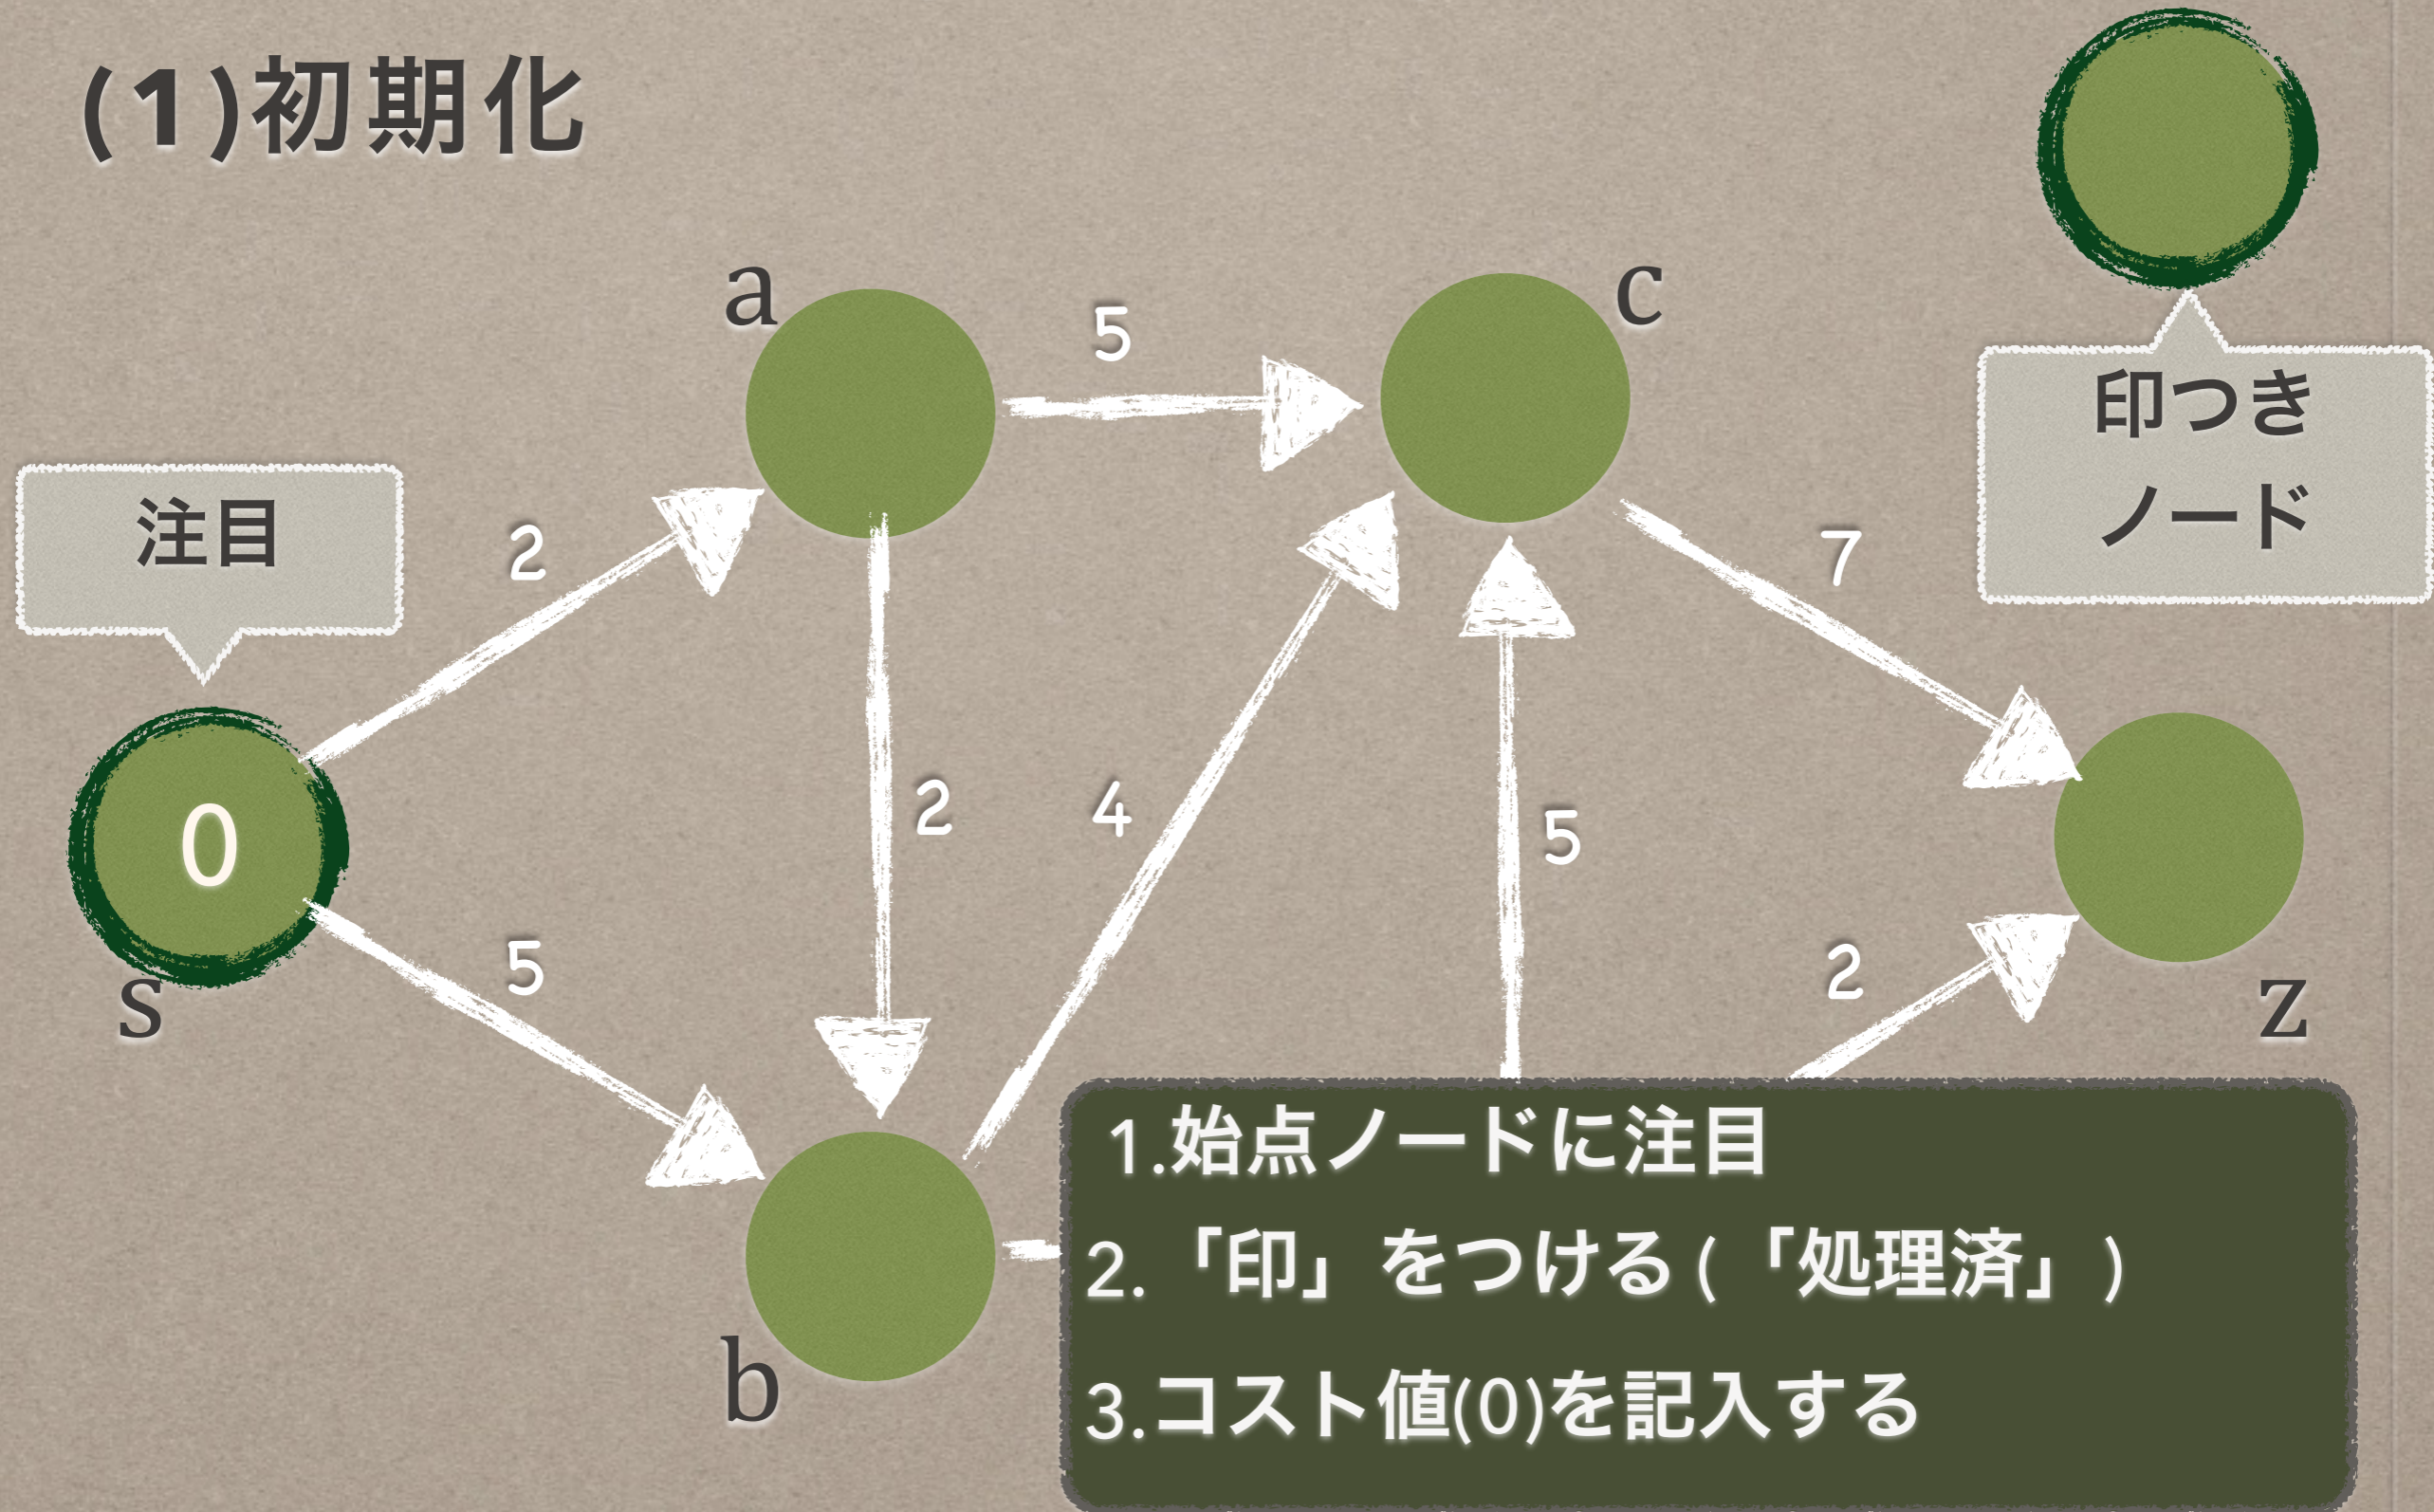 (1)初期化
a
5
c
印つき
ノード
注目
2
7
0
2
4
5
s
5
2
z
b
1.始点ノードに注目
2.「印」をつける(「処理済」)
3.コスト値(0)を記入する